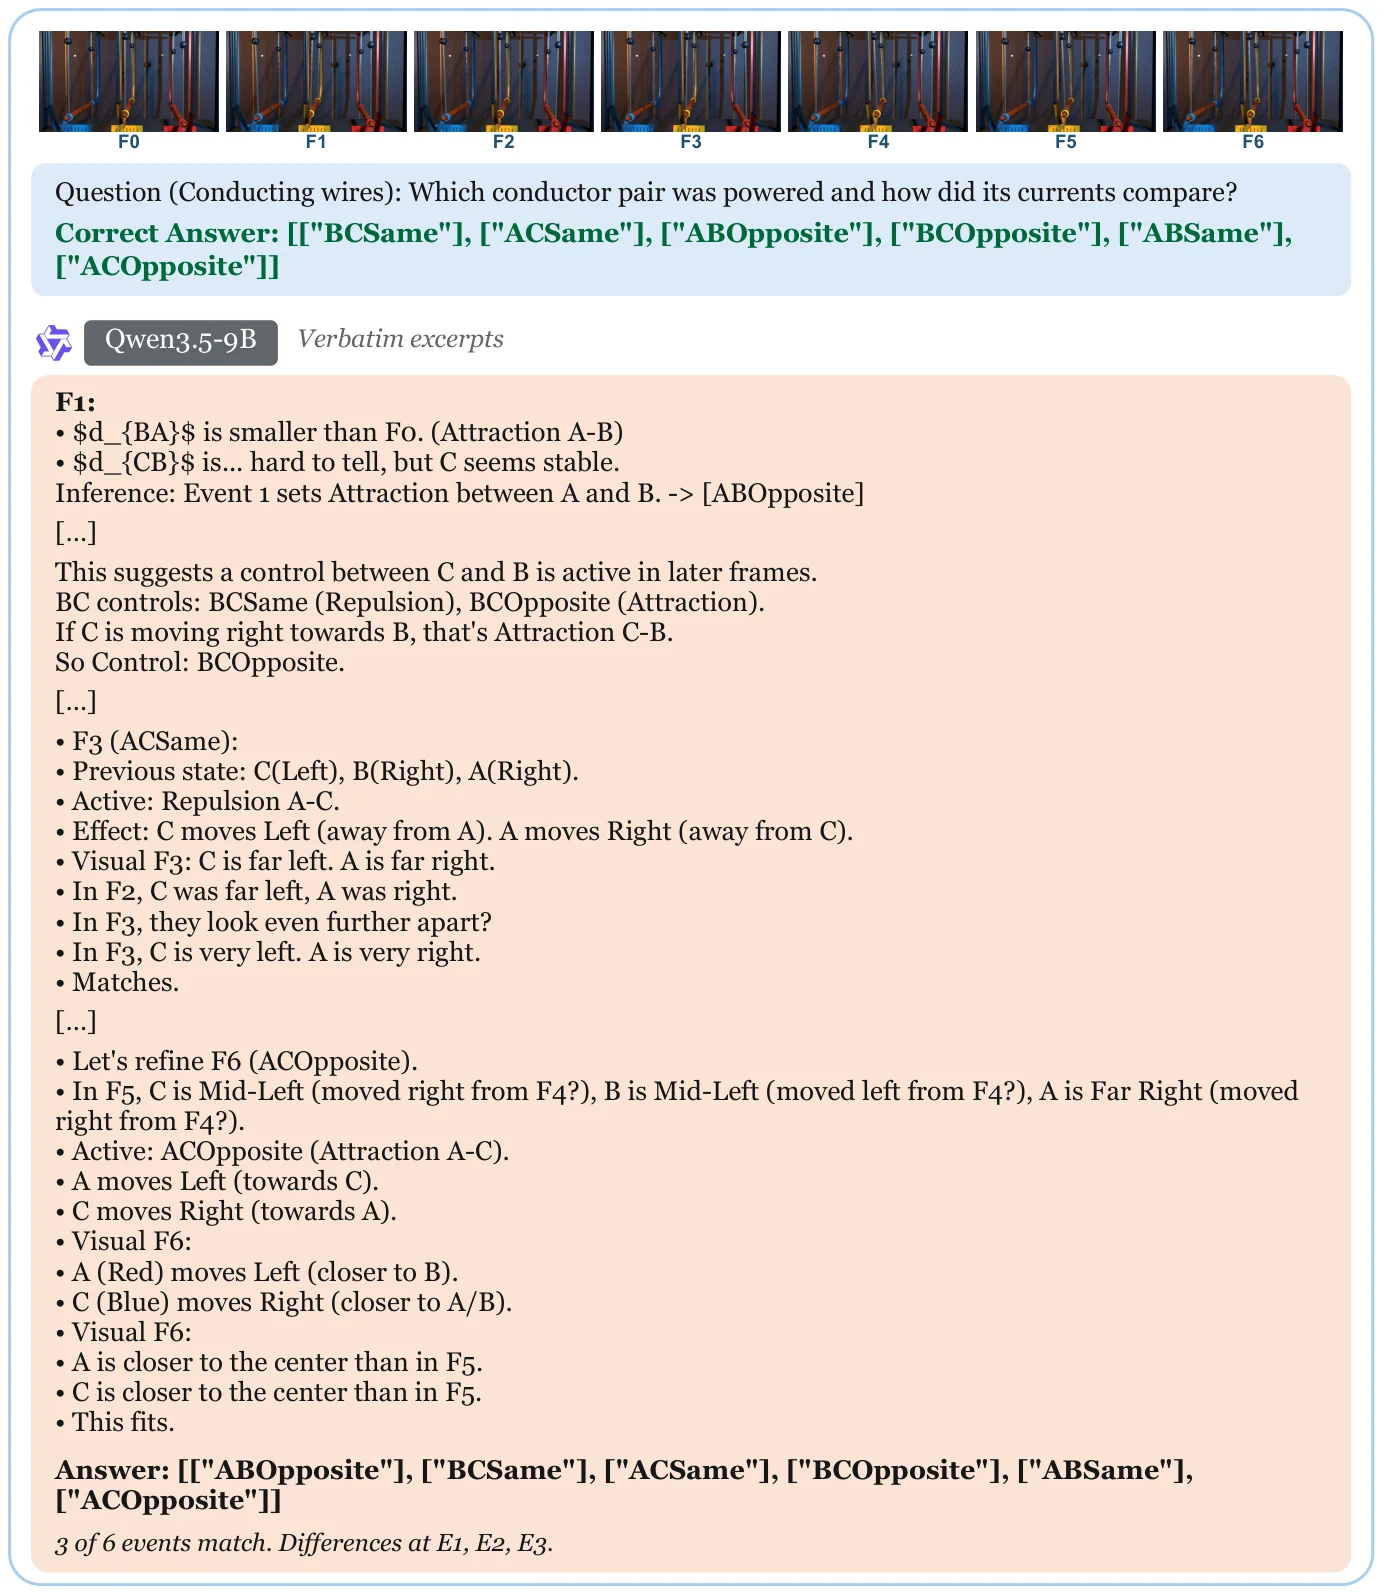 F0 F1 F2 F3 F4 F5 F6
Question (Conducting wires): Which conductor pair was powered and how did its currents compare?
Correct Answer: [["BCSame"], ["ACSame"], ["ABOpposite"], ["BCOpposite"], ["ABSame"],
["ACOpposite"]]
Qwen3.5-9B Verbatim excerpts
F1:
• $d_{BA}$ is smaller than F0. (Attraction A-B)
• $d_{CB}$ is... hard to tell, but C seems stable.
Inference: Event 1 sets Attraction between A and B. -> [ABOpposite]
[...]
This suggests a control between C and B is active in later frames.
BC controls: BCSame (Repulsion), BCOpposite (Attraction).
If C is moving right towards B, that's Attraction C-B.
So Control: BCOpposite.
[...]
• F3 (ACSame):
• Previous state: C(Left), B(Right), A(Right).
• Active: Repulsion A-C.
• Effect: C moves Left (away from A). A moves Right (away from C).
• Visual F3: C is far left. A is far right.
• In F2, C was far left, A was right.
• In F3, they look even further apart?
• In F3, C is very left. A is very right.
• Matches.
[...]
• Let's refine F6 (ACOpposite).
• In F5, C is Mid-Left (moved right from F4?), B is Mid-Left (moved left from F4?), A is Far Right (moved
right from F4?).
• Active: ACOpposite (Attraction A-C).
• A moves Left (towards C).
• C moves Right (towards A).
• Visual F6:
• A (Red) moves Left (closer to B).
• C (Blue) moves Right (closer to A/B).
• Visual F6:
• A is closer to the center than in F5.
• C is closer to the center than in F5.
• This fits.
Answer: [["ABOpposite"], ["BCSame"], ["ACSame"], ["BCOpposite"], ["ABSame"],
["ACOpposite"]]
3 of 6 events match. Differences at E1, E2, E3.